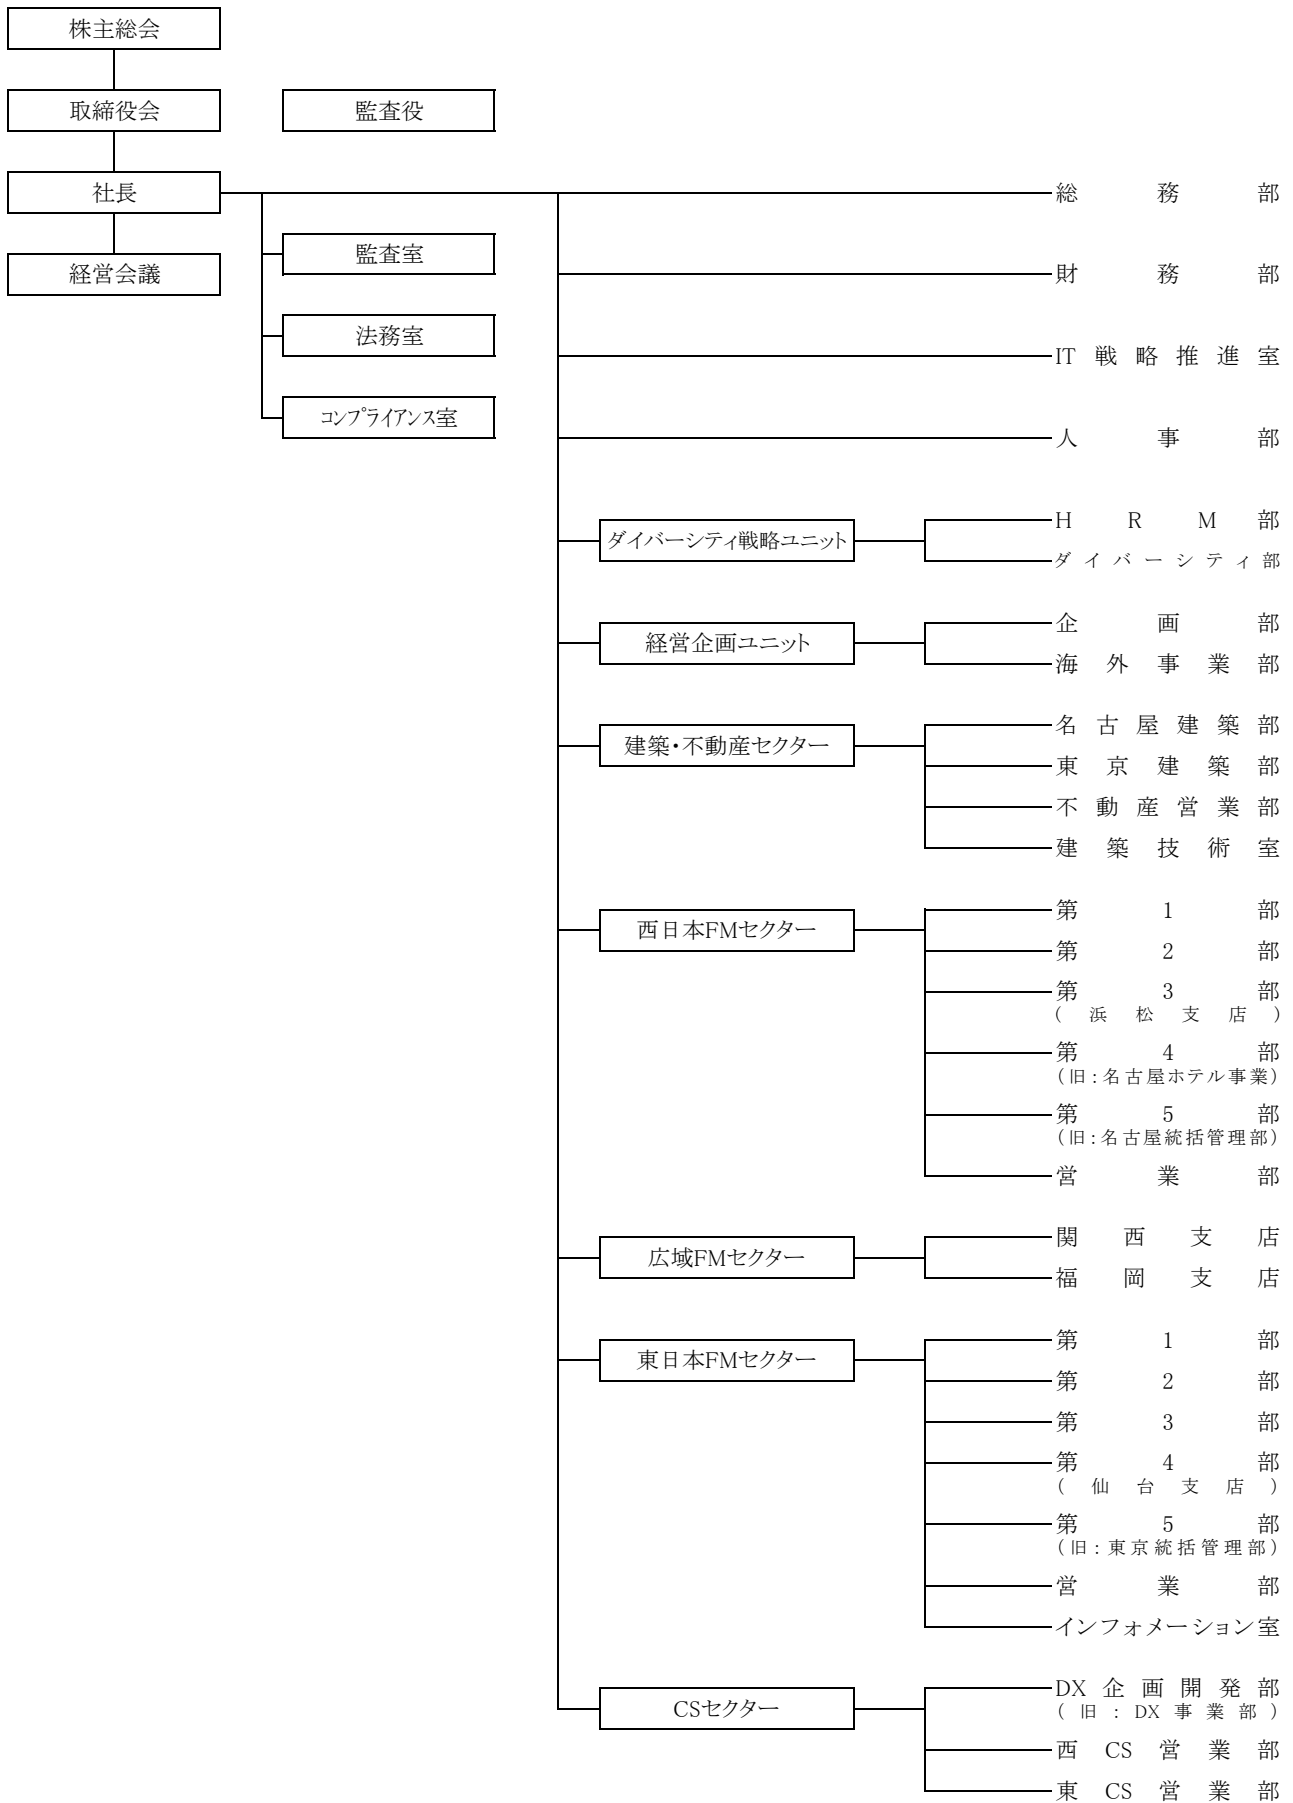 株主総会
取締役会
監査役
社長
経営会議
監査室
法務室
コンプライアンス室
総務部
財務部
IT戦略推進室
人事部
ダイバーシティ戦略ユニット
HRM部
ダイバーシティ部
経営企画ユニット
企画部
海外事業部
建築・不動産セクター
名古屋建築部
東京建築部
不動産営業部
建築技術室
西日本FMセクター
第1部
第2部
第3部
(浜松支店)
第4部
(旧:名古屋ホテル事業)
第5部
(旧:名古屋統括管理部)
営業部
広域FMセクター
関西支店
福岡支店
東日本FMセクター
第1部
第2部
第3部
第4部
(仙台支店)
第5部
(旧:東京統括管理部)
営業部
インフォメーション室
CSセクター
DX企画開発部
(旧:DX事業部)
西CS営業部
東CS営業部